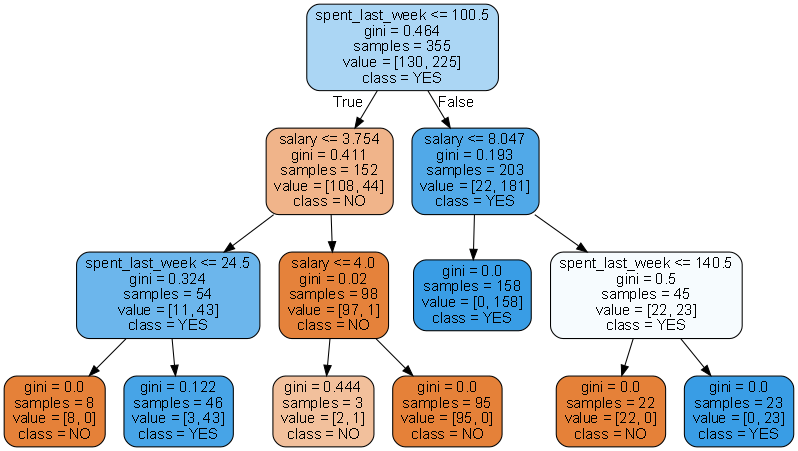 spent_last_week <= 100.5
gini = 0.464
samples = 355
value = [130, 225]
class = YES
True
False
salary <= 3.754
gini = 0.411
samples = 152
value = [108, 44]
class = NO
salary <= 8.047
gini = 0.193
samples = 203
value = [22, 181]
class = YES
spent_last_week <= 24.5
gini = 0.324
samples = 54
value = [11, 43]
class = YES
salary <= 4.0
gini = 0.02
samples = 98
value = [97, 1]
class = NO
gini = 0.0
samples = 158
value = [0, 158]
class = YES
spent_last_week <= 140.5
gini = 0.5
samples = 45
value = [22, 23]
class = YES
gini = 0.0
samples = 8
value = [8, 0]
class = NO
gini = 0.122
samples = 46
value = [3, 43]
class = YES
gini = 0.444
samples = 3
value = [2, 1]
class = NO
gini = 0.0
samples = 95
value = [95, 0]
class = NO
gini = 0.0
samples = 22
value = [22, 0]
class = NO
gini = 0.0
samples = 23
value = [0, 23]
class = YES